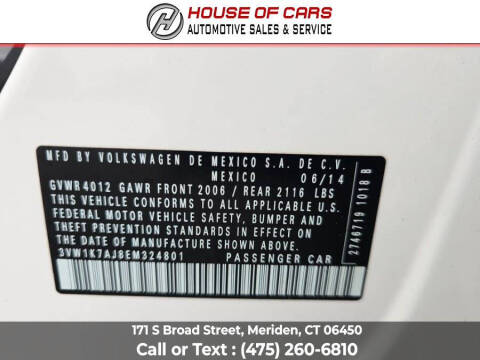 HOUSE OF CARS
AUTOMOTIVE SALES & SERVICE
MFD BY VOLKSWAGEN DE MEXICO S.A. DE C.V.
MEXICO 06/14
GVWR 4012 GAWR FRONT 2006 / REAR 2116 LBS
THIS VEHICLE CONFORMS TO ALL APPLICABLE U.S.
FEDERAL MOTOR VEHICLE SAFETY, BUMPER AND
THEFT PREVENTION STANDARDS IN EFFECT ON THE
DATE OF MANUFACTURE SHOWN ABOVE
3VW1K7AJ8EM324801 PASSENGER CAR
2746719 1018 B
171 S Broad Street, Meriden, CT 06450
Call or Text : (475) 260-6810